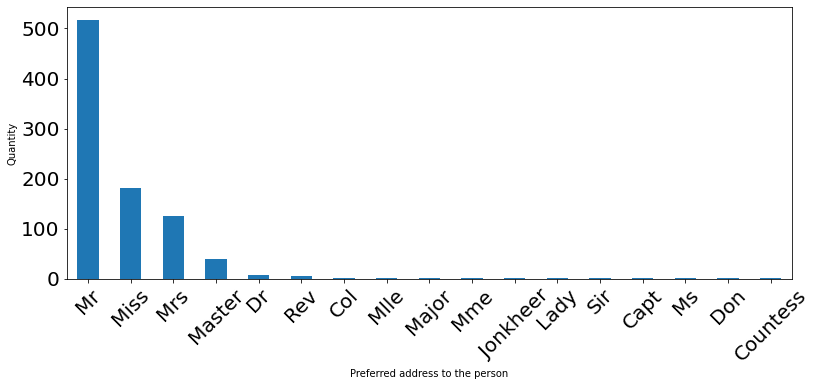 500
400
300
200
100
0
Quantity
Mr
Miss
Mrs
Master
Dr
Rev
Col
Mlle
Major
Mme
Jonkheer
Lady
Sir
Capt
Ms
Don
Countess
Preferred address to the person